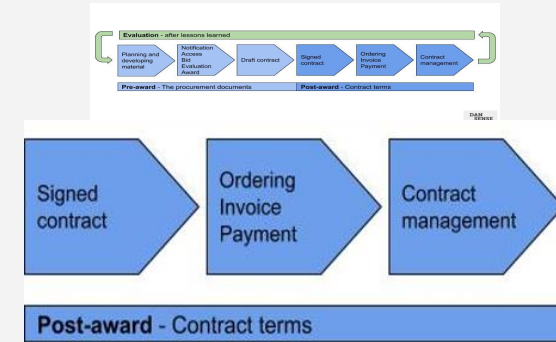 Evaluation - after lessons learned
Planning and
developing
material
Notification
Access
Bid
Evaluation
Award
Draft contract
Signed
contract
Ordering
Invoice
Payment
Contract
management
Pre-award - The procurement documents
Post-award - Contract terms
DAN
SENSE
Signed
contract
Ordering
Invoice
Payment
Contract
management
Post-award - Contract terms